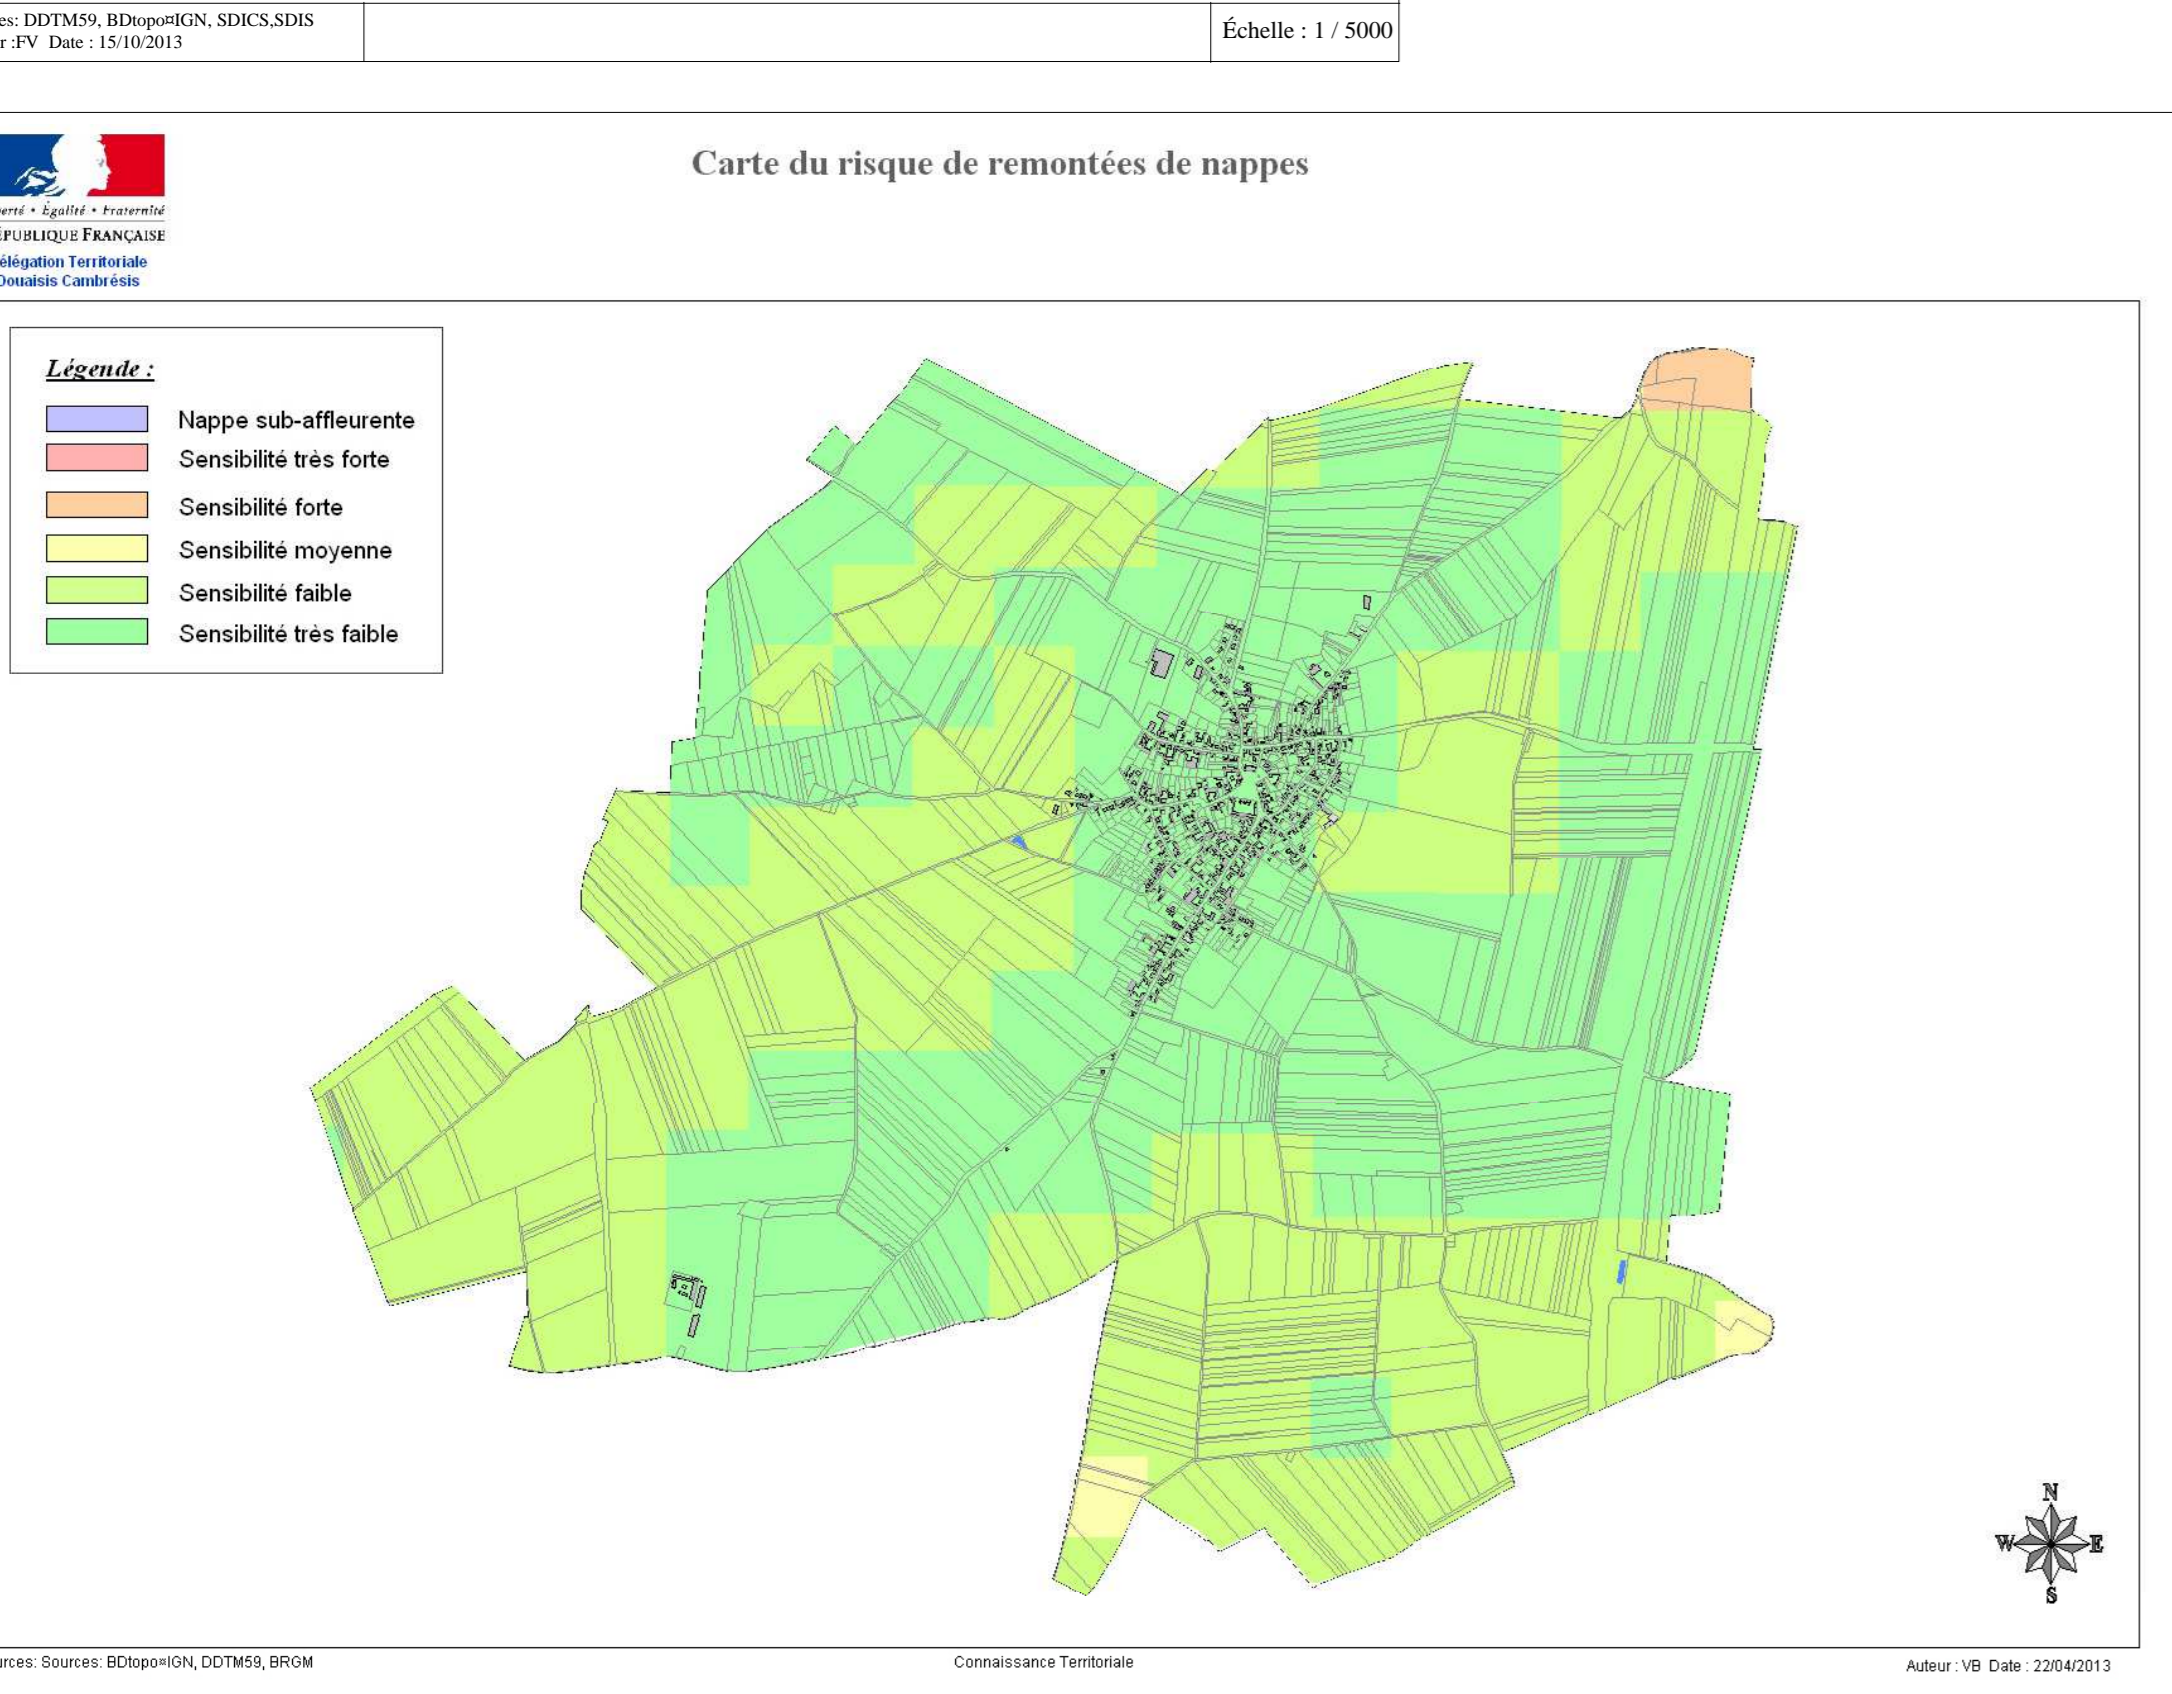 es: DDTM59, BDtopo¤IGN, SDICS,SDIS
r :FV Date : 15/10/2013
Échelle : 1 / 5000
Carte du risque de remontées de nappes
erté • Égalité • Fraternité
ÉPUBLIQUE FRANÇAISE
élégation Territoriale
Douaisis Cambrésis
Légende :
Nappe sub-affleurente
Sensibilité très forte
Sensibilité forte
Sensibilité moyenne
Sensibilité faible
Sensibilité très faible
N
W E
S
urces: Sources: BDtopo¤IGN, DDTM59, BRGM
Connaissance Territoriale
Auteur : VB Date : 22/04/2013